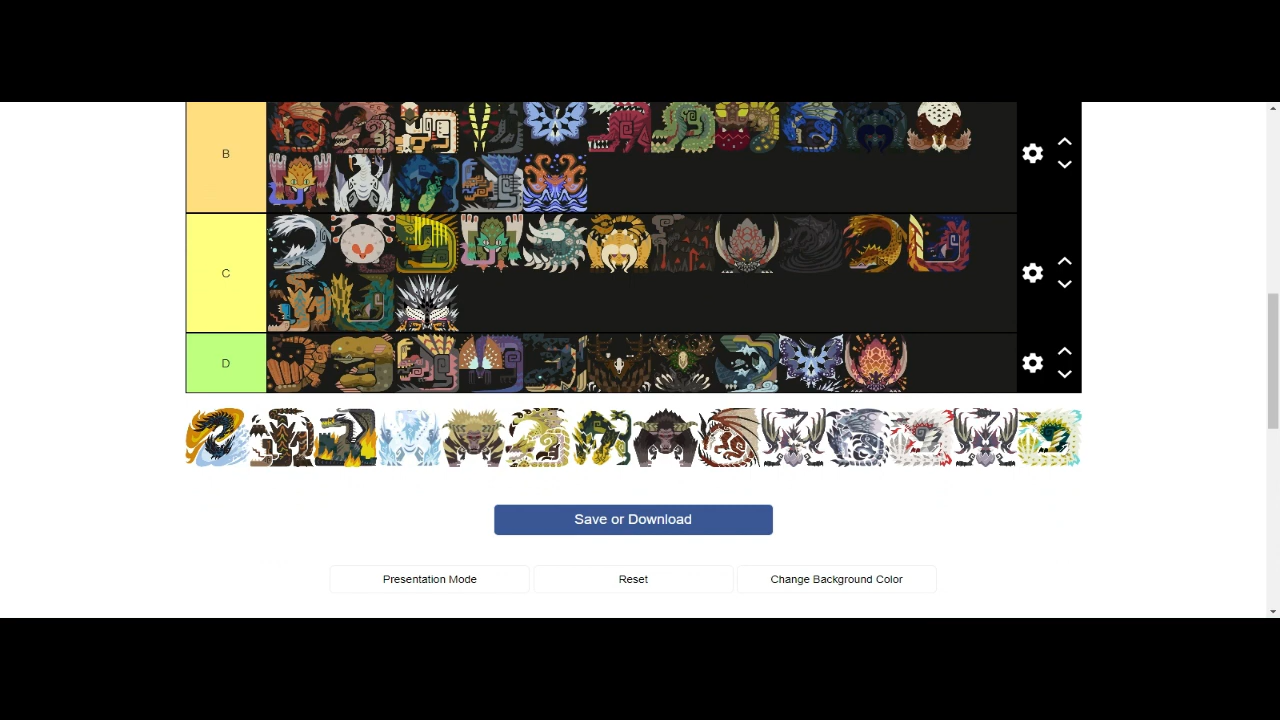 B
C
D
Save or Download
Presentation Mode
Reset
Change Background Color